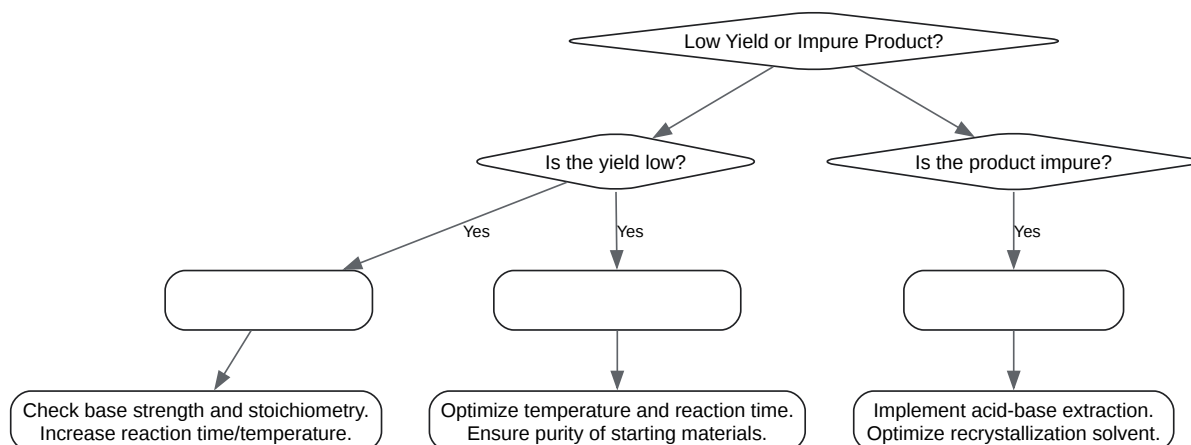 Low Yield or Impure Product?
Is the yield low?
Is the product impure?
Yes
Yes
Yes
Check base strength and stoichiometry.
Increase reaction time/temperature.
Optimize temperature and reaction time.
Ensure purity of starting materials.
Implement acid-base extraction.
Optimize recrystallization solvent.